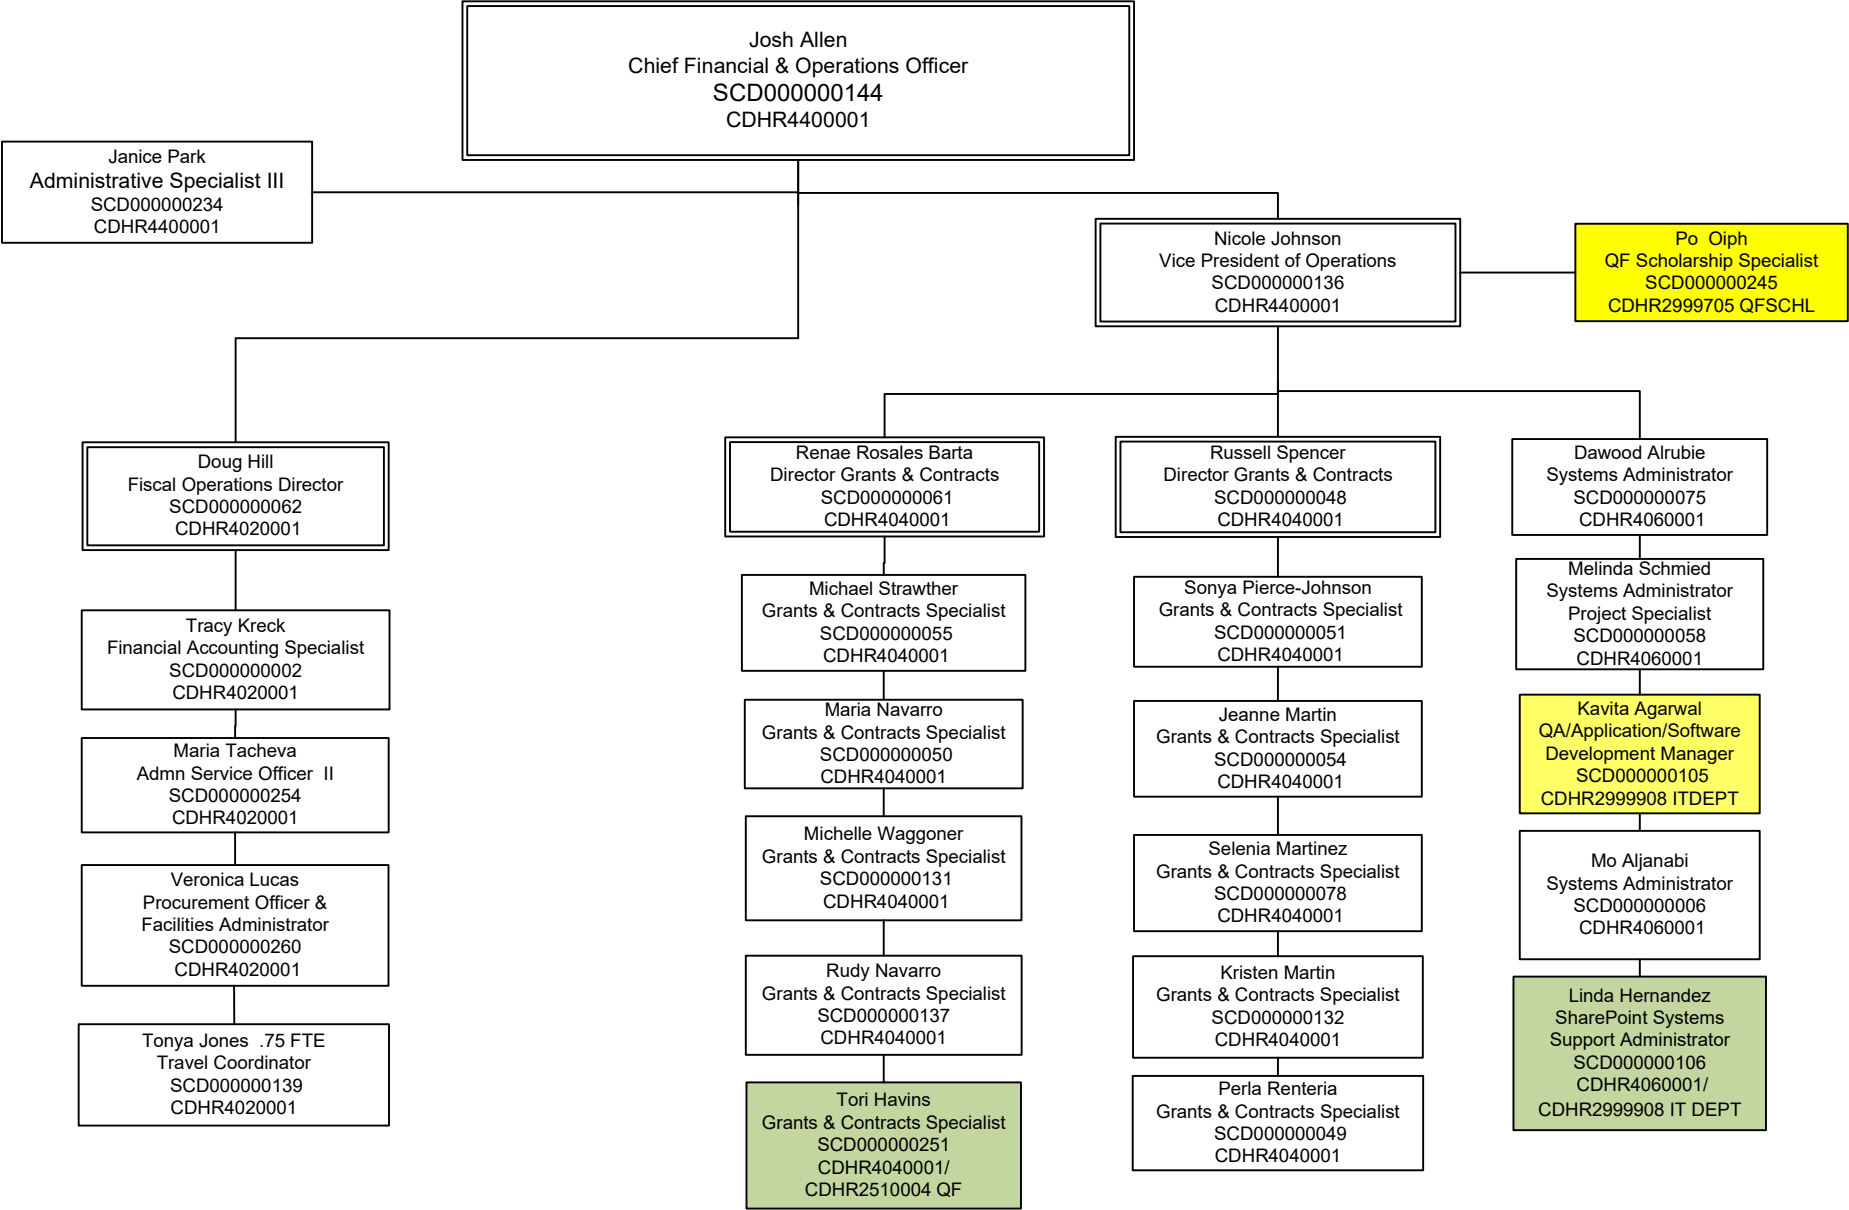 Josh Allen
Chief Financial & Operations Officer
SCD000000144
CDHR4400001
Janice Park
Administrative Specialist III
SCD000000234
CDHR4400001
Nicole Johnson
Vice President of Operations
SCD000000136
CDHR4400001
Po  Oiph
QF Scholarship Specialist
SCD000000245
CDHR2999705 QFSCHL
Doug Hill
Fiscal Operations Director
SCD000000062
CDHR4020001
Tracy Kreck
Financial Accounting Specialist
SCD000000002
CDHR4020001
Maria Tacheva
Admn Service Officer  II
SCD000000254
CDHR4020001
Veronica Lucas
Procurement Officer &
Facilities Administrator
SCD000000260
CDHR4020001
Tonya Jones  .75 FTE
Travel Coordinator
SCD000000139
CDHR4020001
Renae Rosales Barta
Director Grants & Contracts
SCD000000061
CDHR4040001
Michael Strawther
Grants & Contracts Specialist
SCD000000055
CDHR4040001
Maria Navarro
Grants & Contracts Specialist
SCD000000050
CDHR4040001
Michelle Waggoner
Grants & Contracts Specialist
SCD000000131
CDHR4040001
Rudy Navarro
Grants & Contracts Specialist
SCD000000137
CDHR4040001
Tori Havins
Grants & Contracts Specialist
SCD000000251
CDHR4040001/
CDHR2510004 QF
Russell Spencer
Director Grants & Contracts
SCD000000048
CDHR4040001
Sonya Pierce-Johnson
Grants & Contracts Specialist
SCD000000051
CDHR4040001
Jeanne Martin
Grants & Contracts Specialist
SCD000000054
CDHR4040001
Selenia Martinez
Grants & Contracts Specialist
SCD000000078
CDHR4040001
Kristen Martin
Grants & Contracts Specialist
SCD000000132
CDHR4040001
Perla Renteria
Grants & Contracts Specialist
SCD000000049
CDHR4040001
Dawood Alrubie
Systems Administrator
SCD000000075
CDHR4060001
Melinda Schmied
Systems Administrator
Project Specialist
SCD000000058
CDHR4060001
Kavita Agarwal
QA/Application/Software
Development Manager
SCD000000105
CDHR2999908 ITDEPT
Mo Aljanabi
Systems Administrator
SCD000000006
CDHR4060001
Linda Hernandez
SharePoint Systems
Support Administrator
SCD000000106
CDHR4060001/
CDHR2999908 IT DEPT